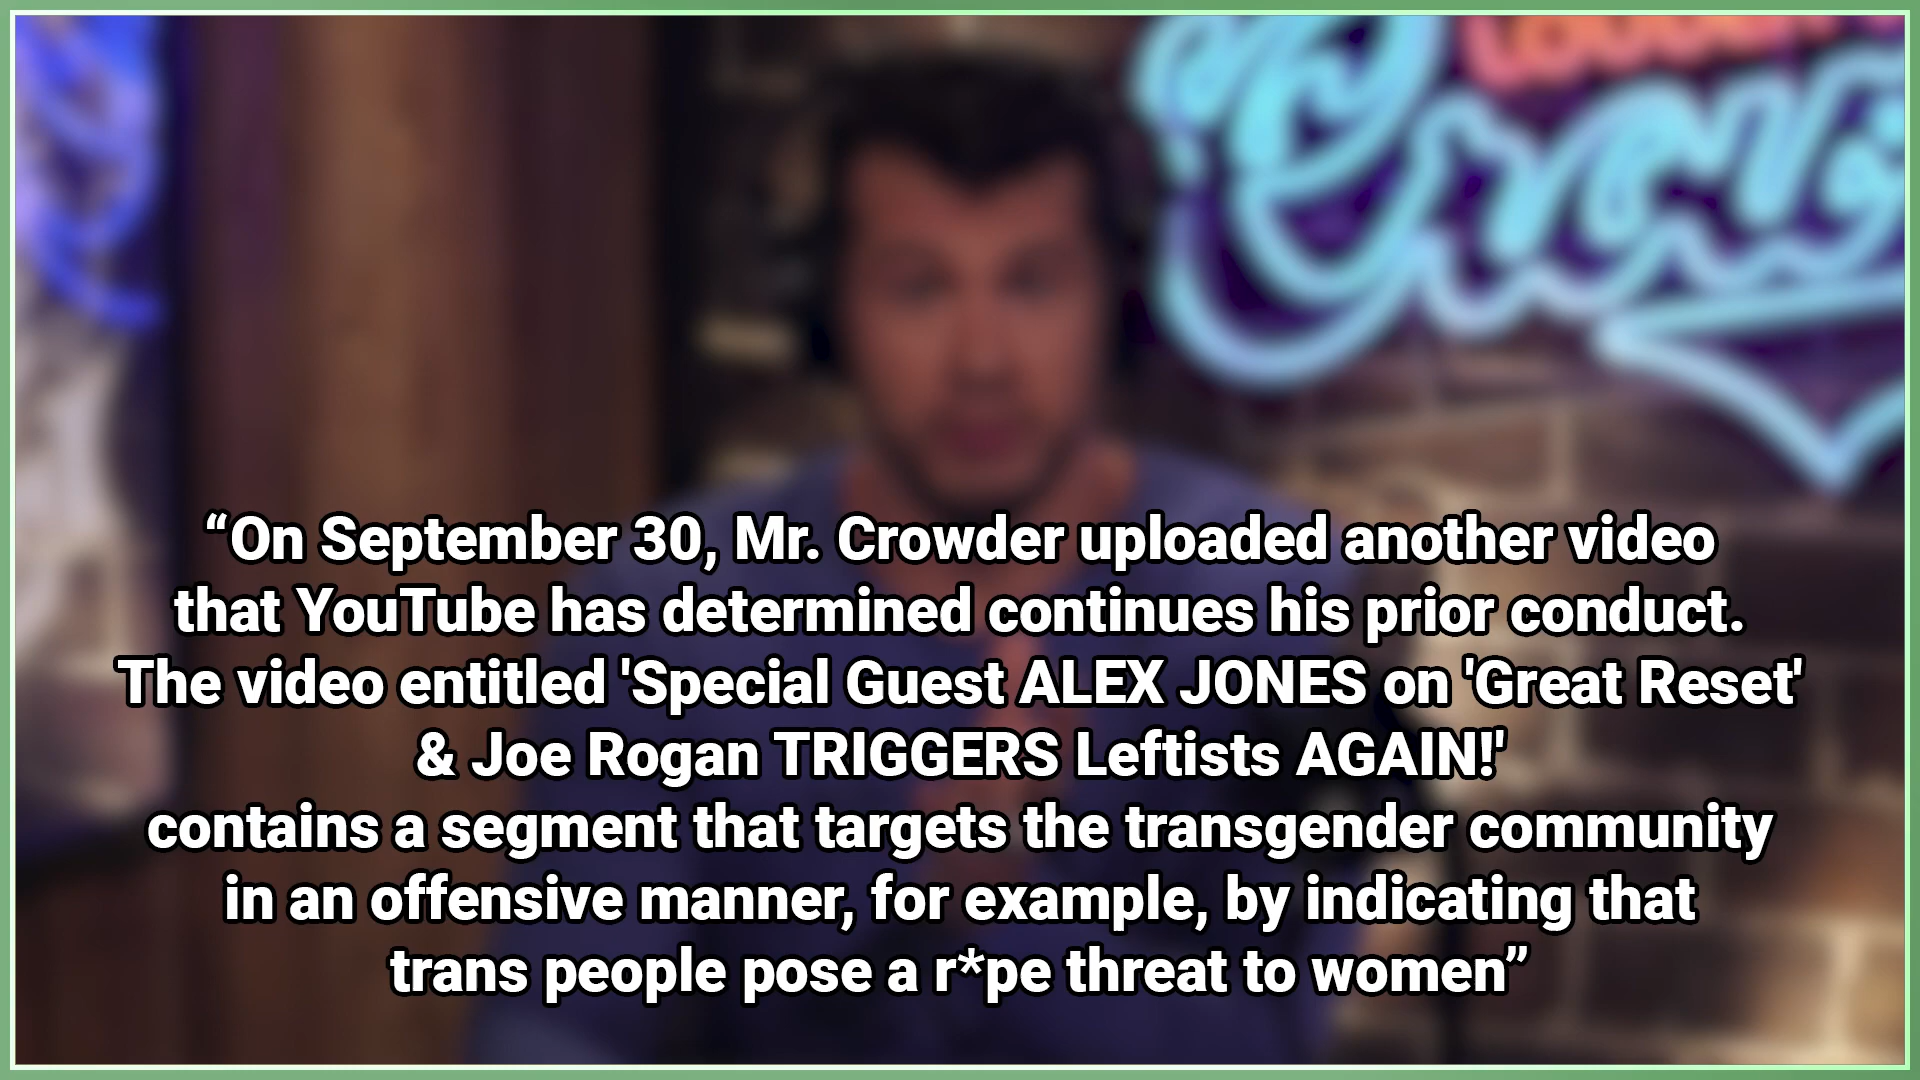 Crow
“On September 30, Mr. Crowder uploaded another video
that YouTube has determined continues his prior conduct.
The video entitled 'Special Guest ALEX JONES on 'Great Reset'
& Joe Rogan TRIGGERS Leftists AGAIN!'
contains a segment that targets the transgender community
in an offensive manner, for example, by indicating that
trans people pose a r*pe threat to women”